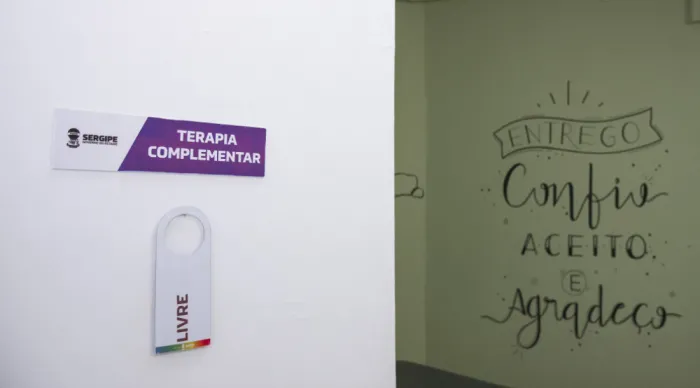 SERGIPE
TERAPIA
COMPLEMENTAR
LIVRE
ENTREGO
Confio
ACEITO
E
Agradeço